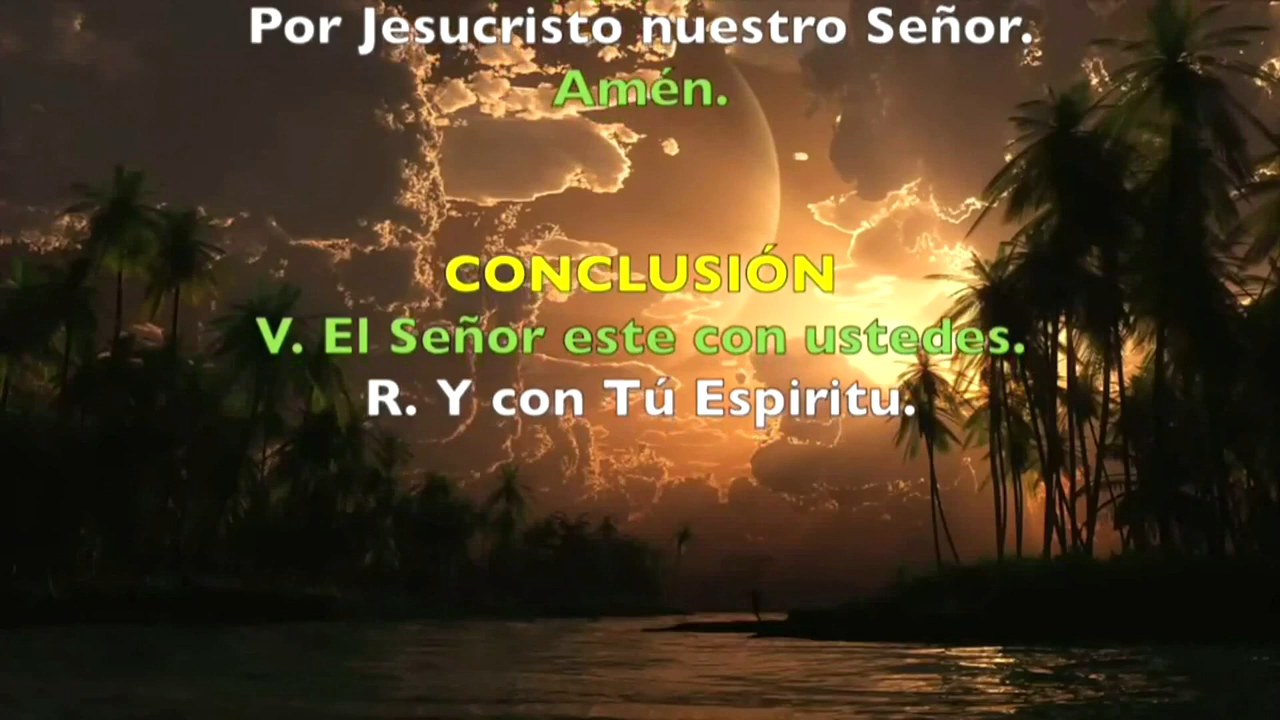 Por Jesucristo nuestro Señor.
Amén.
CONCLUSIÓN
V. El Señor este con ustedes.
R. Y con Tú Espiritu.